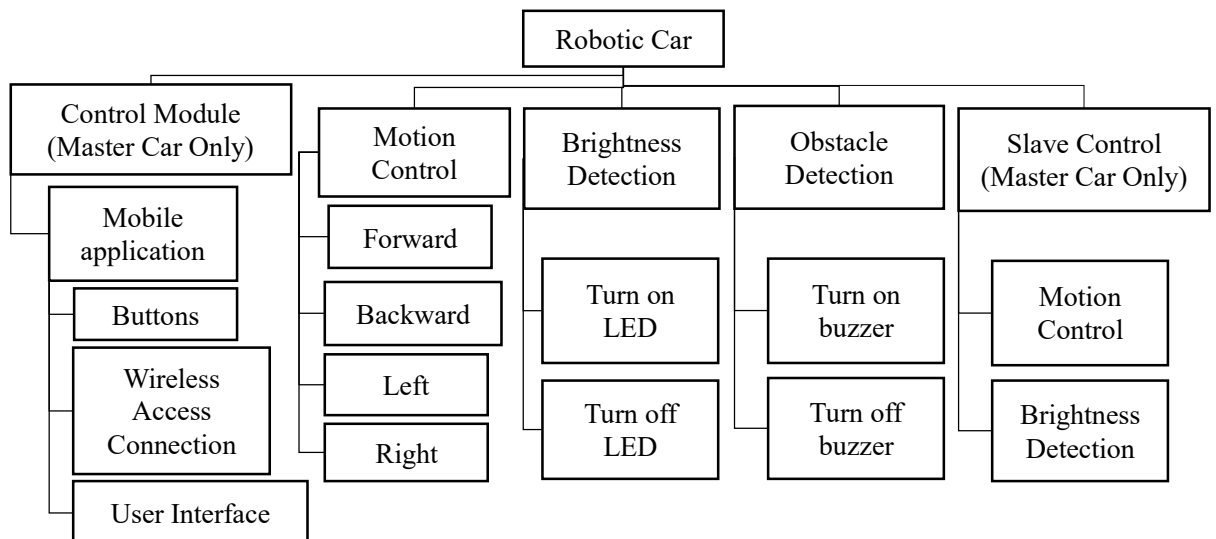 Robotic Car
Control Module
(Master Car Only)
Mobile
application
Buttons
Wireless
Access
Connection
User Interface
Motion
Control
Forward
Backward
Left
Right
Brightness
Detection
Turn on
LED
Turn off
LED
Obstacle
Detection
Turn on
buzzer
Turn off
buzzer
Slave Control
(Master Car Only)
Motion
Control
Brightness
Detection